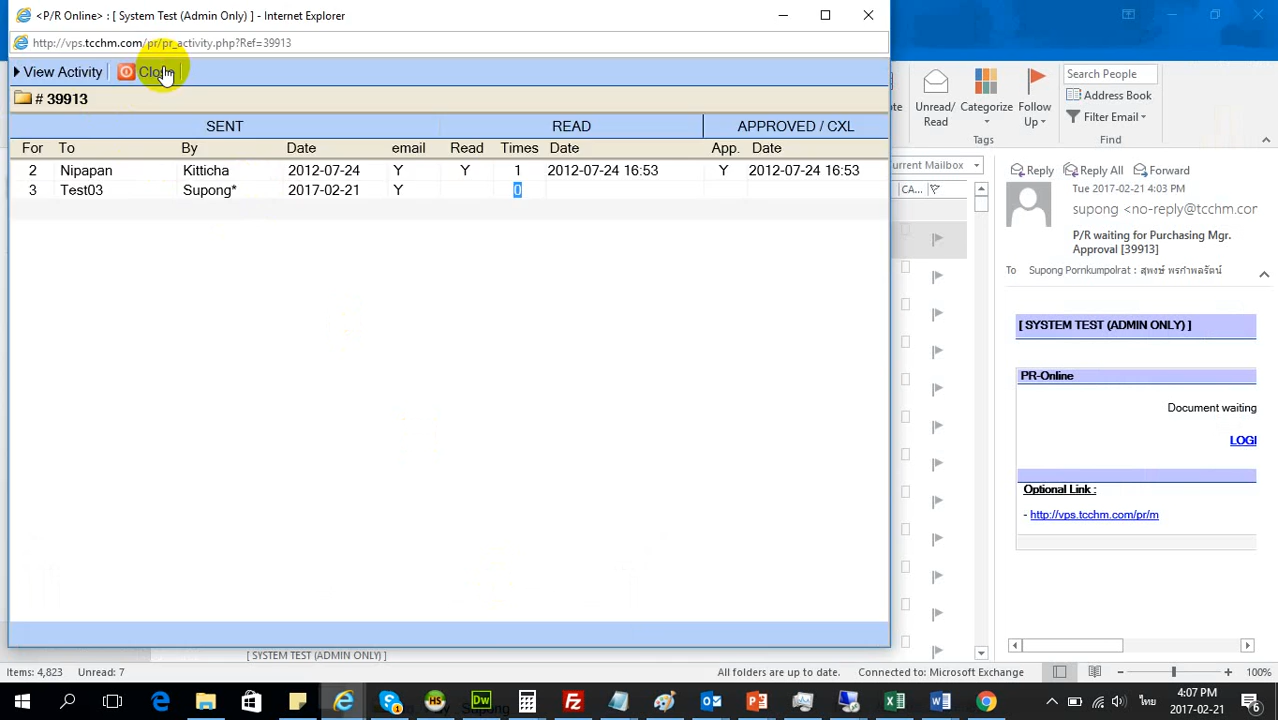 <P/R Online> : [ System Test (Admin Only) ] - Internet Explorer
http://vps.tcchm.com/pr/pr_activity.php?Ref=39913
View Activity
# 39913
SENT READ APPROVED / CXL
For To By Date email Read Times Date App. Date
2 Nipapan Kitticha 2012-07-24 Y Y 1 2012-07-24 16:53 Y 2012-07-24 16:53
3 Test03 Supong* 2017-02-21 Y 0
Unread/ Read
Categorize
Follow Up
Tags
Search People
Address Book
Filter Email
Find
urrent Mailbox
CA...
Reply Reply All Forward
Tue 2017-02-21 4:03 PM
supong <no-reply@tcchm.cor
P/R waiting for Purchasing Mgr.
Approval [39913]
To Supong Pornkumpolrat : สุพงษ์ พรกำพลรัตน์
[ SYSTEM TEST (ADMIN ONLY) ]
PR-Online
Document waiting
LOGI
Optional Link :
- http://vps.tcchm.com/pr/m
[ SYSTEM TEST (ADMIN ONLY) ]
Items: 4,823 Unread: 7 All folders are up to date. Connected to: Microsoft Exchange 100%
ไทย
4:07 PM
2017-02-21
6